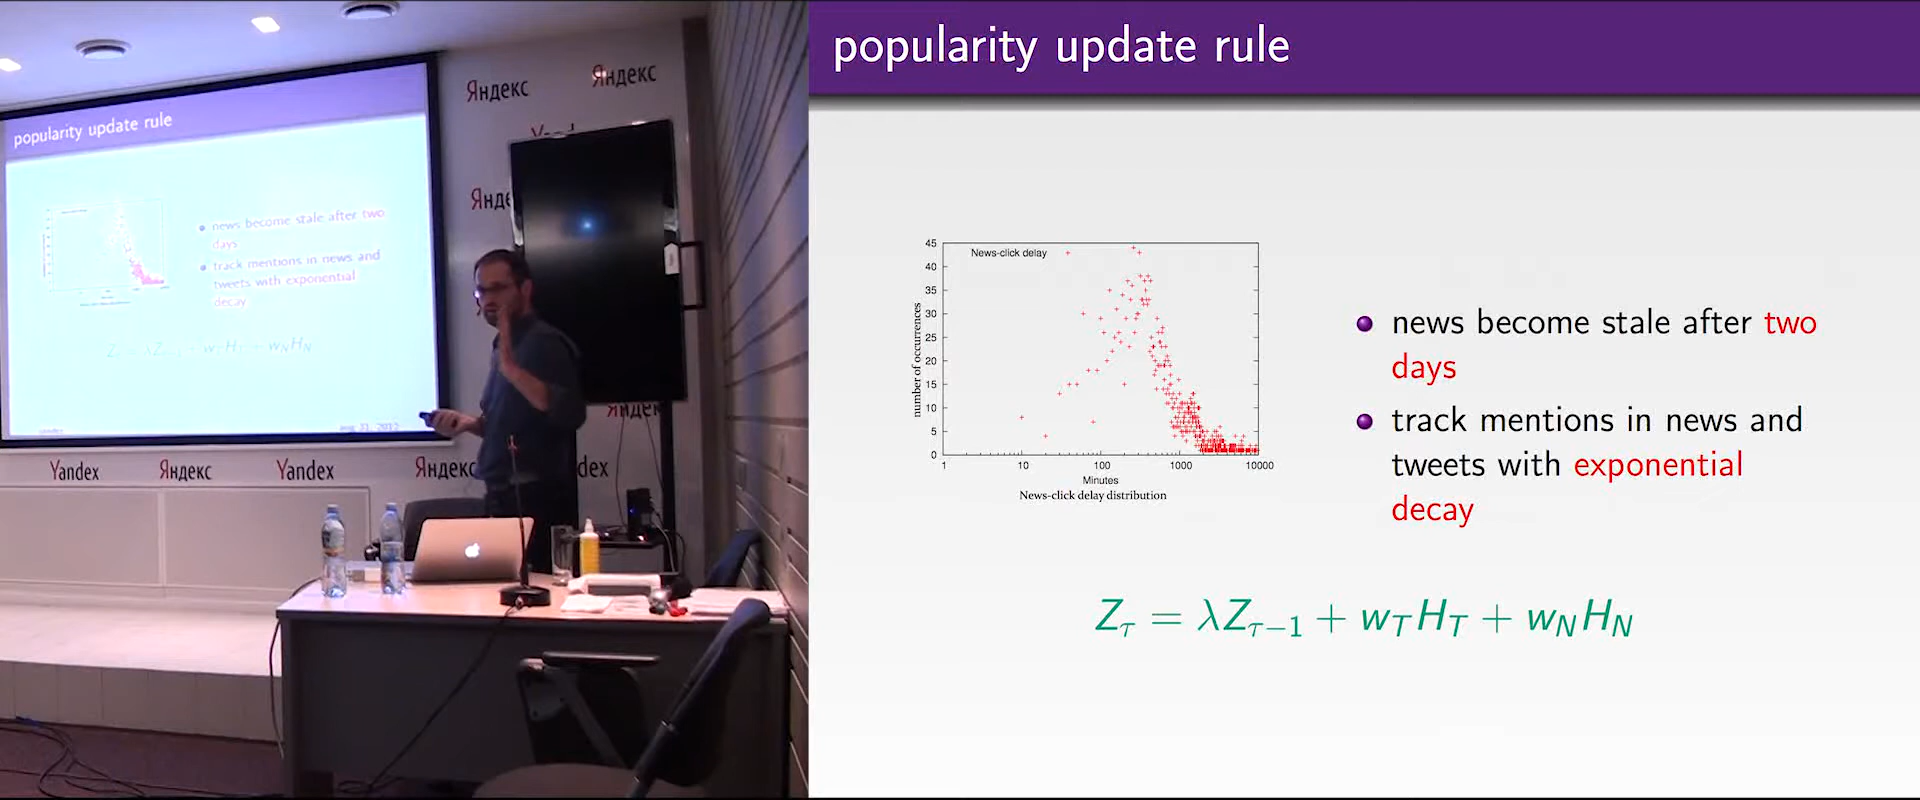 Яндекс
Яндекс
popularity update rule
news become stale after two
days
track mentions in news and
tweets with exponential
decay
Yandex
Яндекс
Yandex
Яндекс
popularity update rule
News-click delay
45
40
35
30
25
20
15
10
5
0
number of occurrences
1 10 100 1000 10000
Minutes
News-click delay distribution
news become stale after two
days
track mentions in news and
tweets with exponential
decay
Zτ = λZτ−1 + wTHT + wNHN